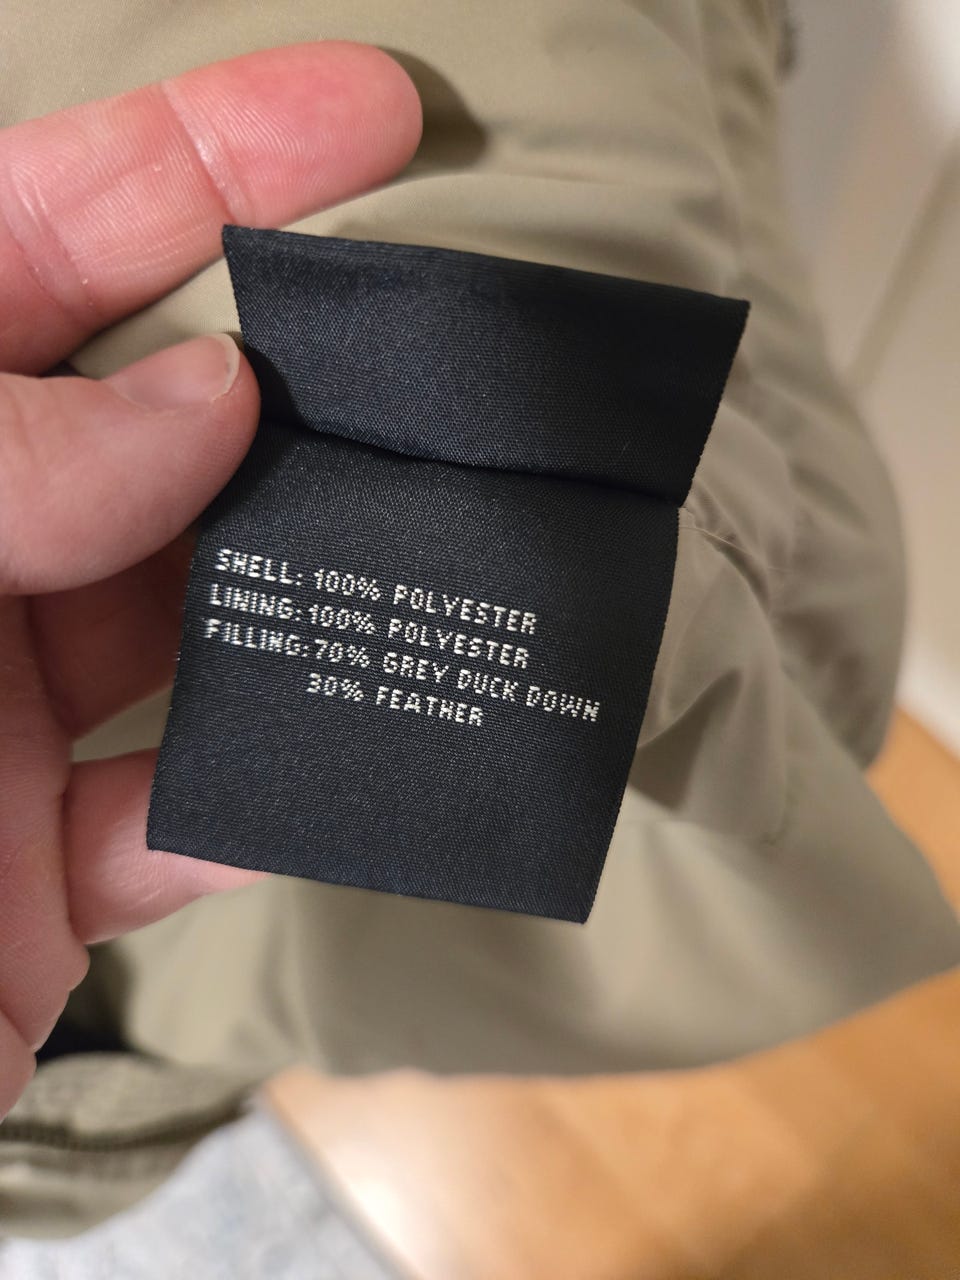 SHELL: 100% POLYESTER
LINING:100% POLYESTER
FILLING:70% GREY DUCK DOWN
30% FEATHER